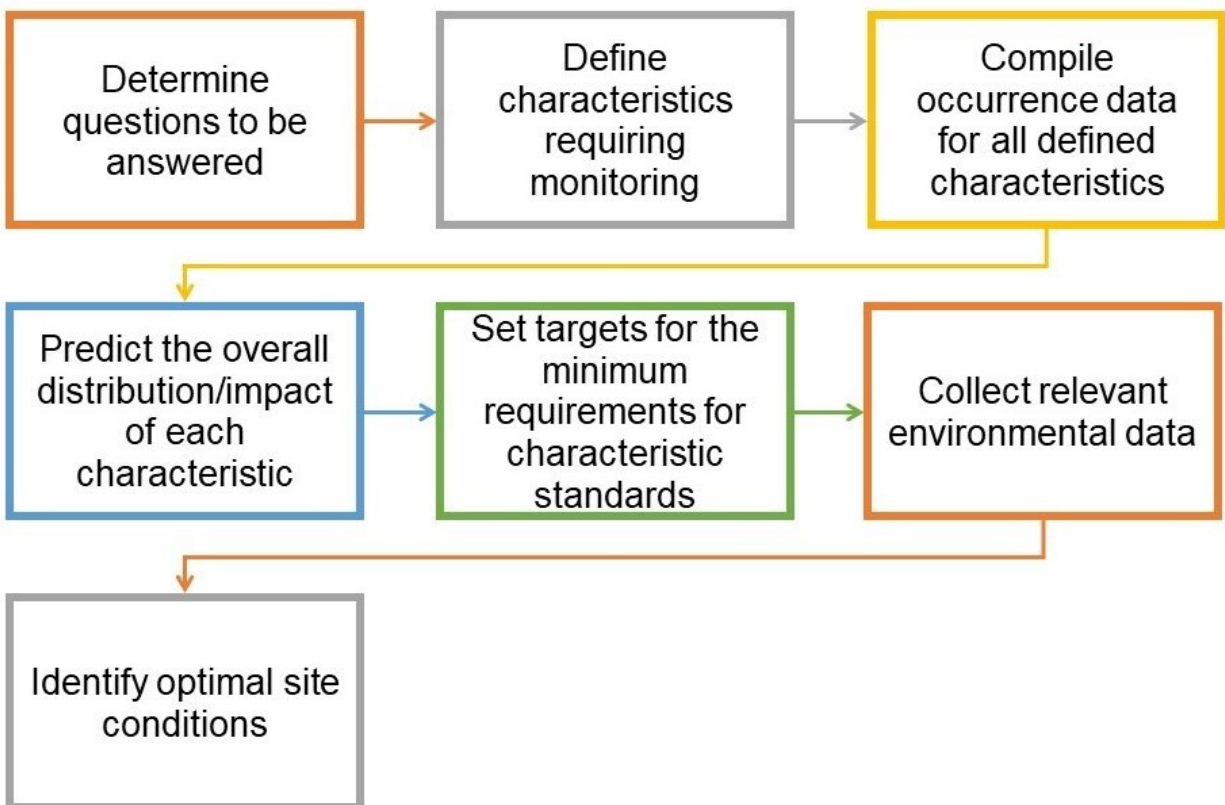 Determine
questions to be
answered
Define
characteristics
requiring
monitoring
Compile
occurrence data
for all defined
characteristics
Predict the overall
distribution/impact
of each
characteristic
Set targets for the
minimum
requirements for
characteristic
standards
Collect relevant
environmental data
Identify optimal site
conditions